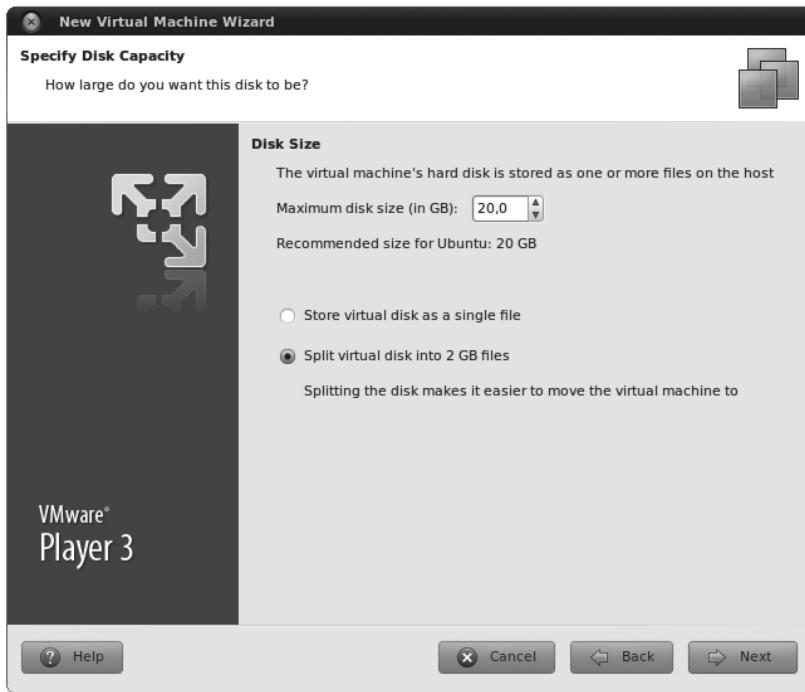 New Virtual Machine Wizard
Specify Disk Capacity
How large do you want this disk to be?
Disk Size
The virtual machine's hard disk is stored as one or more files on the host
Maximum disk size (in GB): 20,0
Recommended size for Ubuntu: 20 GB
Store virtual disk as a single file
Split virtual disk into 2 GB files
Splitting the disk makes it easier to move the virtual machine to
VMware®
Player 3
Help
Cancel
Back
Next